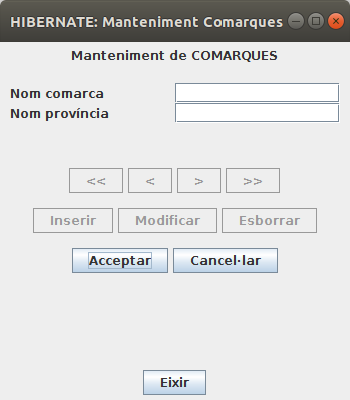 HIBERNATE: Manteniment Comarques
Manteniment de COMARQUES
Nom comarca
Nom província
<< < > >>
Inserir Modificar Esborrar
Acceptar Cancel·lar
Eixir